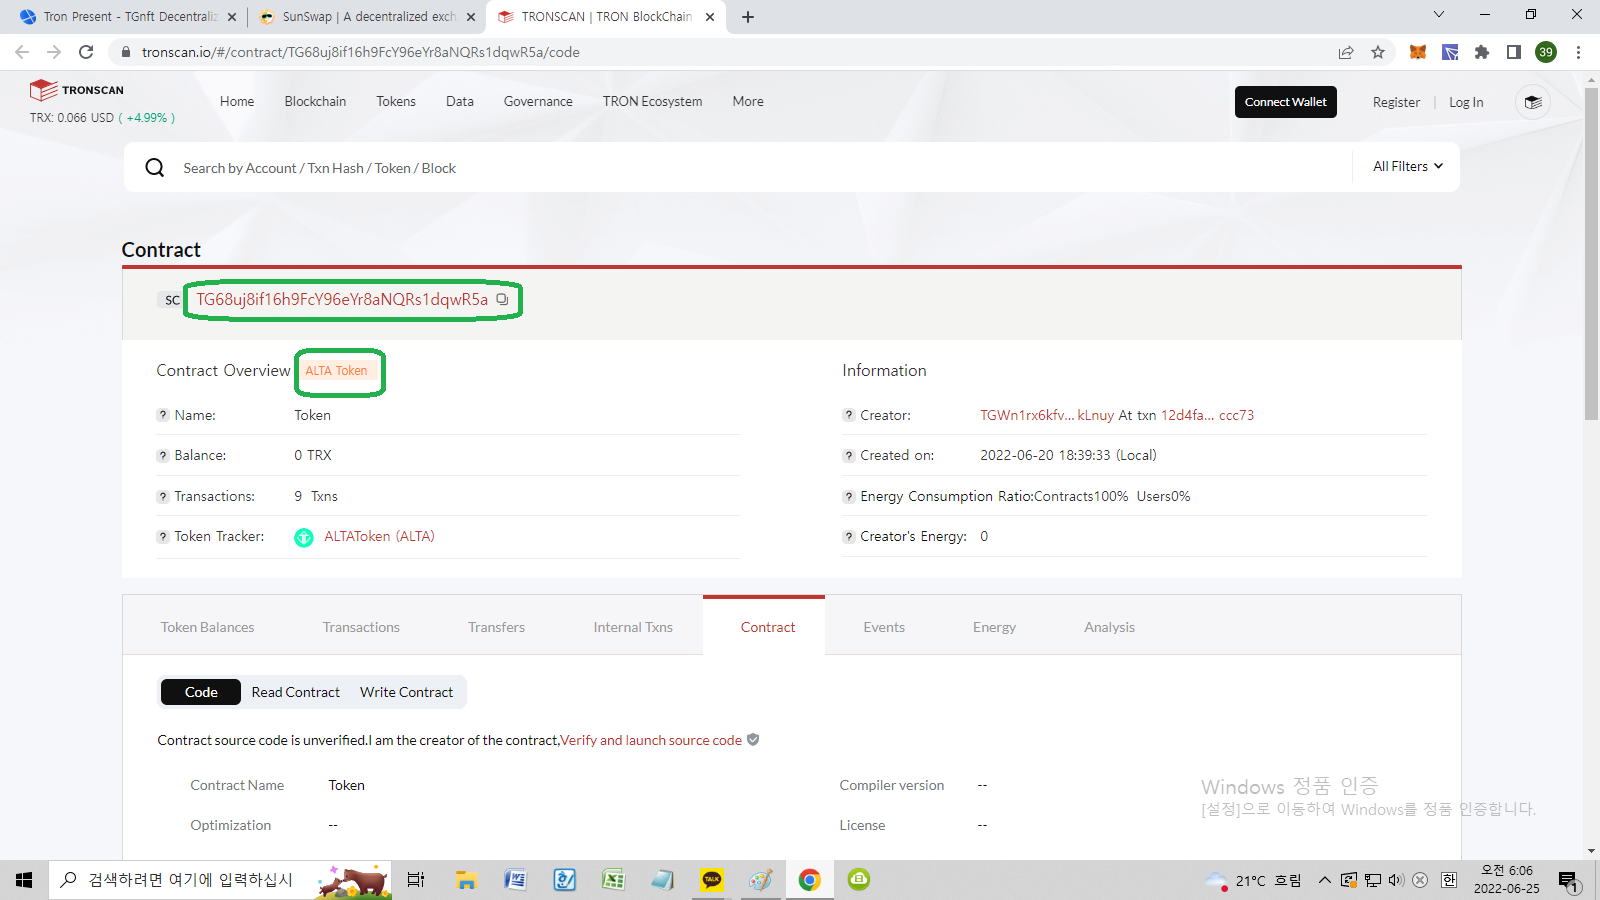 Tron Present - TGnft Decentraliz
SunSwap | A decentralized exch
TRONSCAN | TRON BlockChain
tronscan.io/#/contract/TG68uj8if16h9FcY96eYr8aNQRs1dqwR5a/code
39
TRONSCAN
TRX: 0.066 USD ( +4.99% )
Home Blockchain Tokens Data Governance TRON Ecosystem More
Connect Wallet Register | Log In
Search by Account / Txn Hash / Token / Block
All Filters
Contract
SC TG68uj8if16h9FcY96eYr8aNQRs1dqwR5a
Contract Overview ALTA Token
? Name: Token
? Balance: 0 TRX
? Transactions: 9 Txns
? Token Tracker: ALTAToken (ALTA)
Information
? Creator: TGWn1rx6kfv... kLnuy At txn 12d4fa... ccc73
? Created on: 2022-06-20 18:39:33 (Local)
? Energy Consumption Ratio:Contracts100% Users0%
? Creator's Energy: 0
Token Balances Transactions Transfers Internal Txns Contract Events Energy Analysis
Code Read Contract Write Contract
Contract source code is unverified.I am the creator of the contract,Verify and launch source code
Contract Name Token
Compiler version --
Optimization --
License --
Windows 정품 인증
[설정]으로 이동하여 Windows를 정품 인증합니다.
검색하려면 여기에 입력하십시
TALK
21°C 흐림
한
오전 6:06
2022-06-25
1